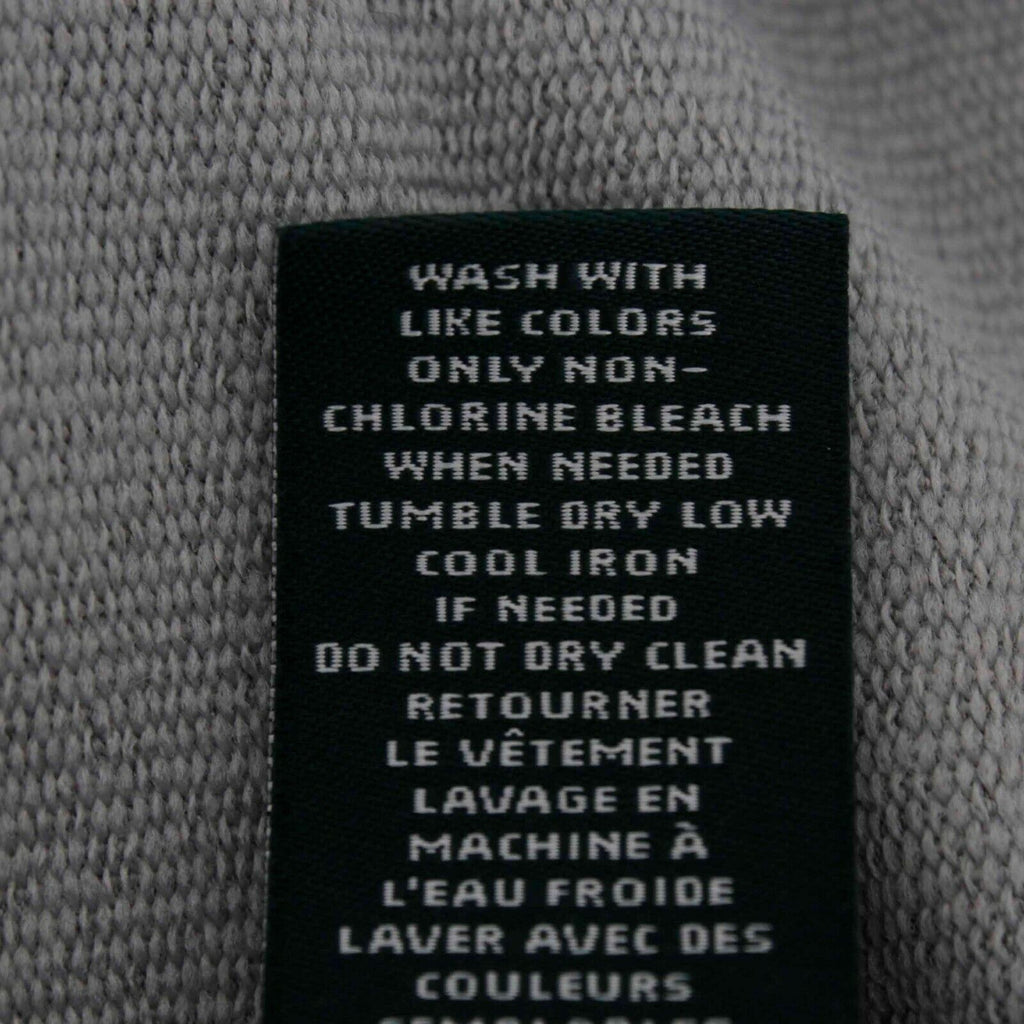 WASH WITH
LIKE COLORS
ONLY NON-
CHLORINE BLEACH
WHEN NEEDED
TUMBLE DRY LOW
COOL IRON
IF NEEDED
DO NOT DRY CLEAN
RETOURNER
LE VÊTEMENT
LAVAGE EN
MACHINE À
L'EAU FROIDE
LAVER AVEC DES
COULEURS